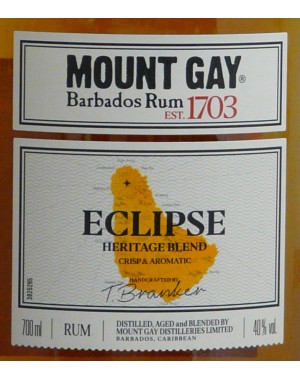 MOUNT GAY®
Barbados Rum
EST. 1703
ECLIPSE
HERITAGE BLEND
CRISP & AROMATIC
HANDCRAFTED BY
T. Branker
700 ml
RUM
DISTILLED, AGED and BLENDED BY
MOUNT GAY DISTILLERIES LIMITED
BARBADOS, CARIBBEAN
40 % vol